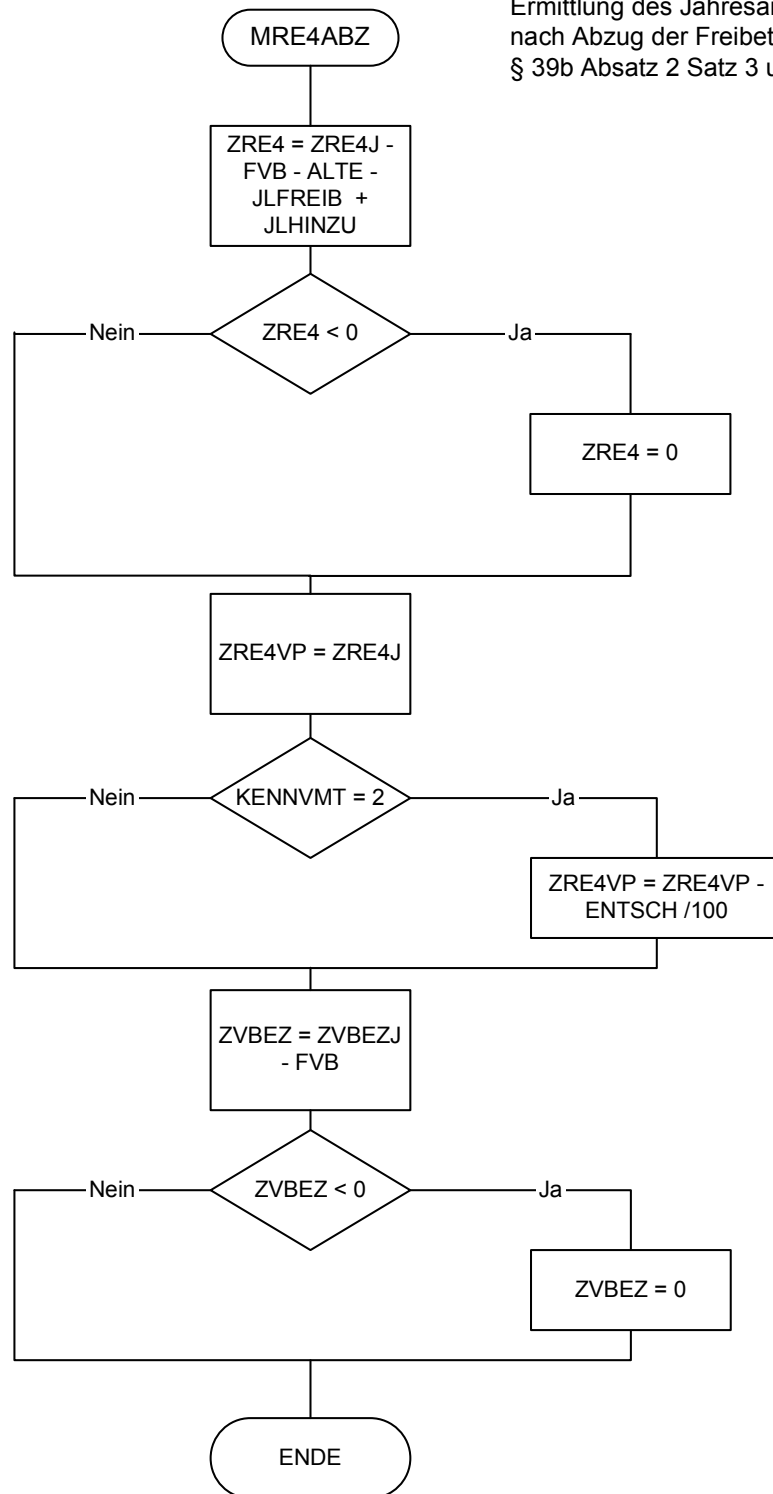 Ermittlung des
nach Abzug der
§ 39b Absatz 2 Satz 3
MRE4ABZ
ZRE4 = ZRE4J -
FVB - ALTE -
JLFREIB +
JLHINZU
Nein
ZRE4 < 0
Ja
ZRE4 = 0
ZRE4VP = ZRE4J
Nein
KENNVMT = 2
Ja
ZRE4VP = ZRE4VP -
ENTSCH /100
ZVBEZ = ZVBEZJ
- FVB
Nein
ZVBEZ < 0
Ja
ZVBEZ = 0
ENDE